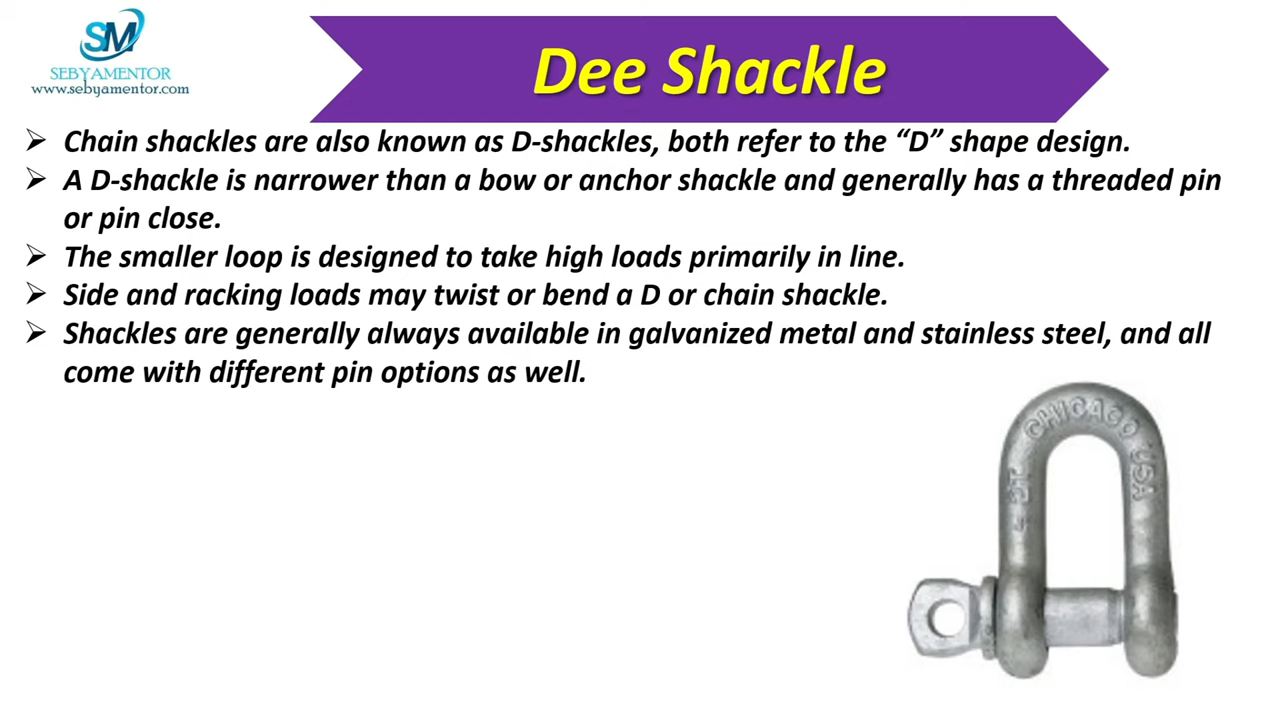 SM
SEBYAMENTOR
www.sebyamentor.com
Dee Shackle
➢ Chain shackles are also known as D-shackles, both refer to the “D” shape design.
➢ A D-shackle is narrower than a bow or anchor shackle and generally has a threaded pin
or pin close.
➢ The smaller loop is designed to take high loads primarily in line.
➢ Side and racking loads may twist or bend a D or chain shackle.
➢ Shackles are generally always available in galvanized metal and stainless steel, and all
come with different pin options as well.
CHICAGO USA